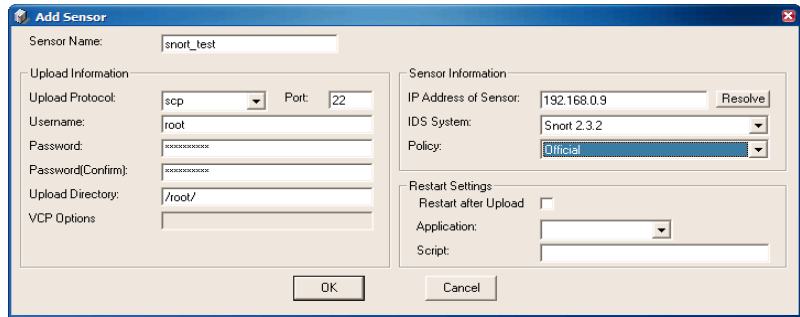 Add Sensor
Sensor Name: snort_test
Upload Information
Upload Protocol: scp Port: 22
Username: root
Password: xxxxxxxxxx
Password(Confirm): xxxxxxxxxx
Upload Directory: /root/
VCP Options
Sensor Information
IP Address of Sensor: 192.168.0.9 Resolve
IDS System: Snort 2.3.2
Policy: Official
Restart Settings
Restart after Upload
Application:
Script:
OK Cancel